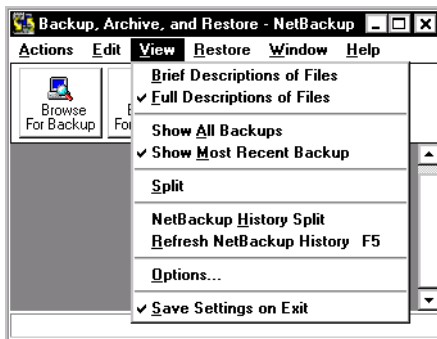 Backup, Archive, and Restore - NetBackup
Actions Edit View Restore Window Help
Brief Descriptions of Files
Full Descriptions of Files
Browse
For Backup
Show All Backups
Show Most Recent Backup
Split
NetBackup History Split
Refresh NetBackup History F5
Options...
Save Settings on Exit